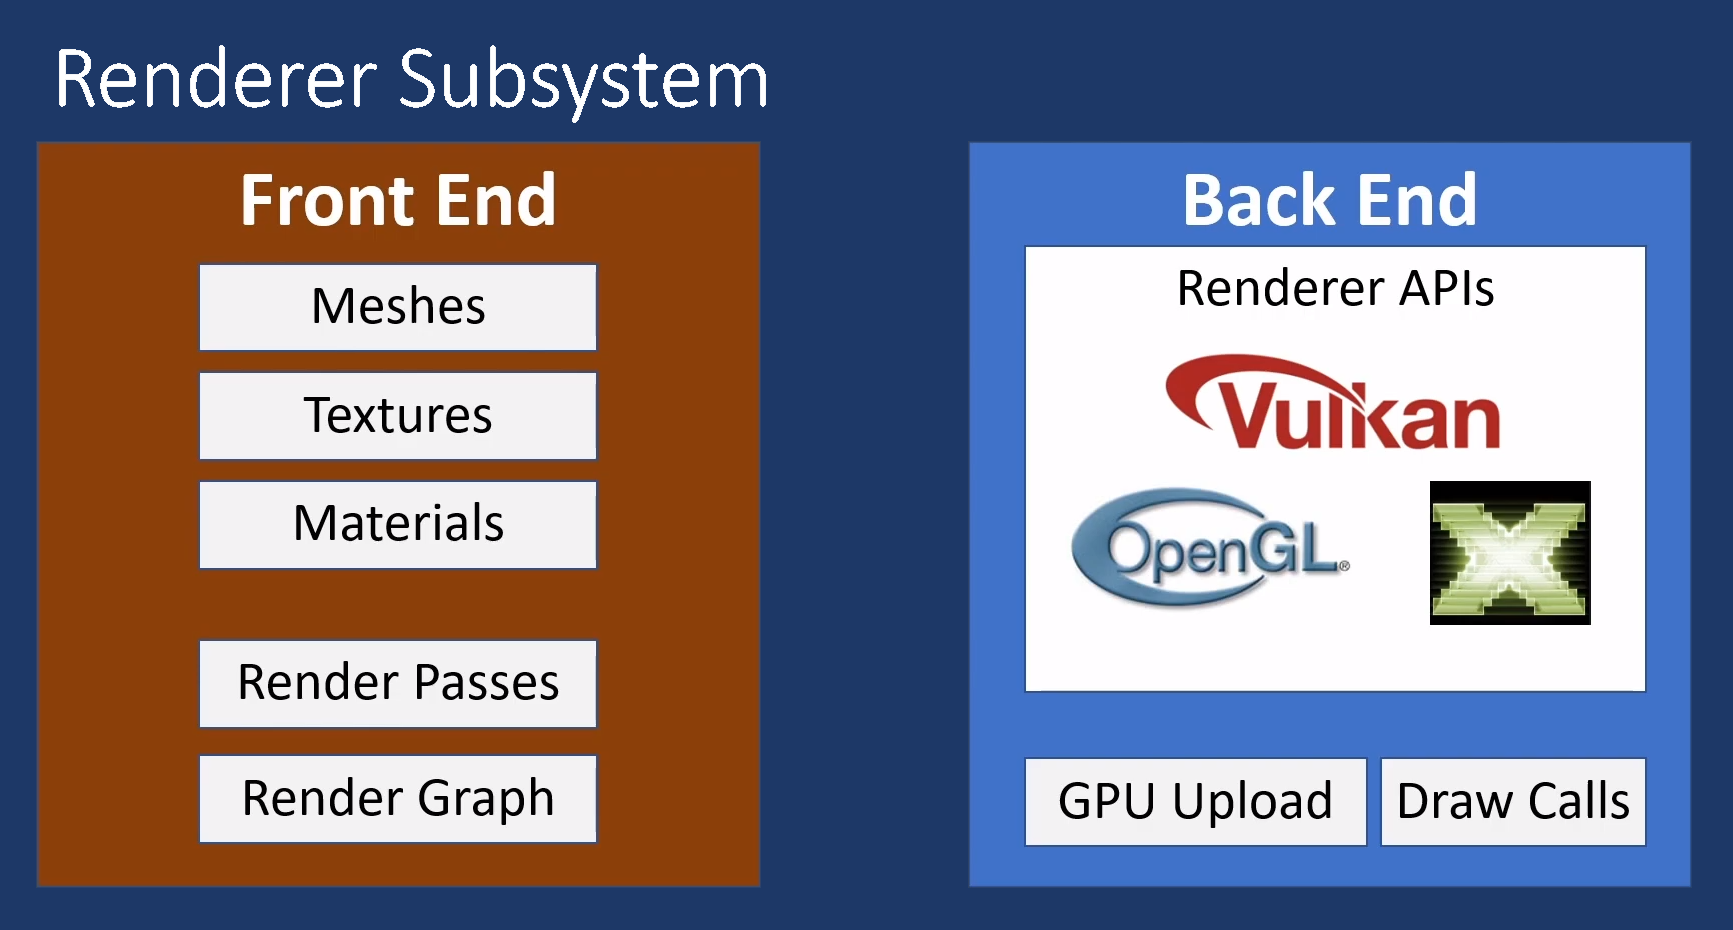 Renderer Subsystem
Front End
Meshes
Textures
Materials
Render Passes
Render Graph
Back End
Renderer APIs
Vulkan
OpenGL®
GPU Upload
Draw Calls